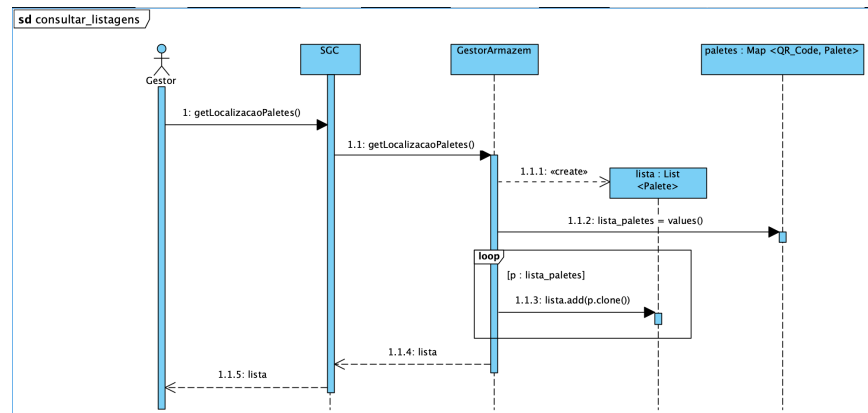 sd consultar_listagens
Gestor
SGC
GestorArmazem
paletes : Map <QR_Code, Palete>
1: getLocalizacaoPaletes()
1.1: getLocalizacaoPaletes()
1.1.1: «create»
lista : List
<Palete>
1.1.2: lista_paletes = values()
loop
[p : lista_paletes]
1.1.3: lista.add(p.clone())
1.1.4: lista
1.1.5: lista